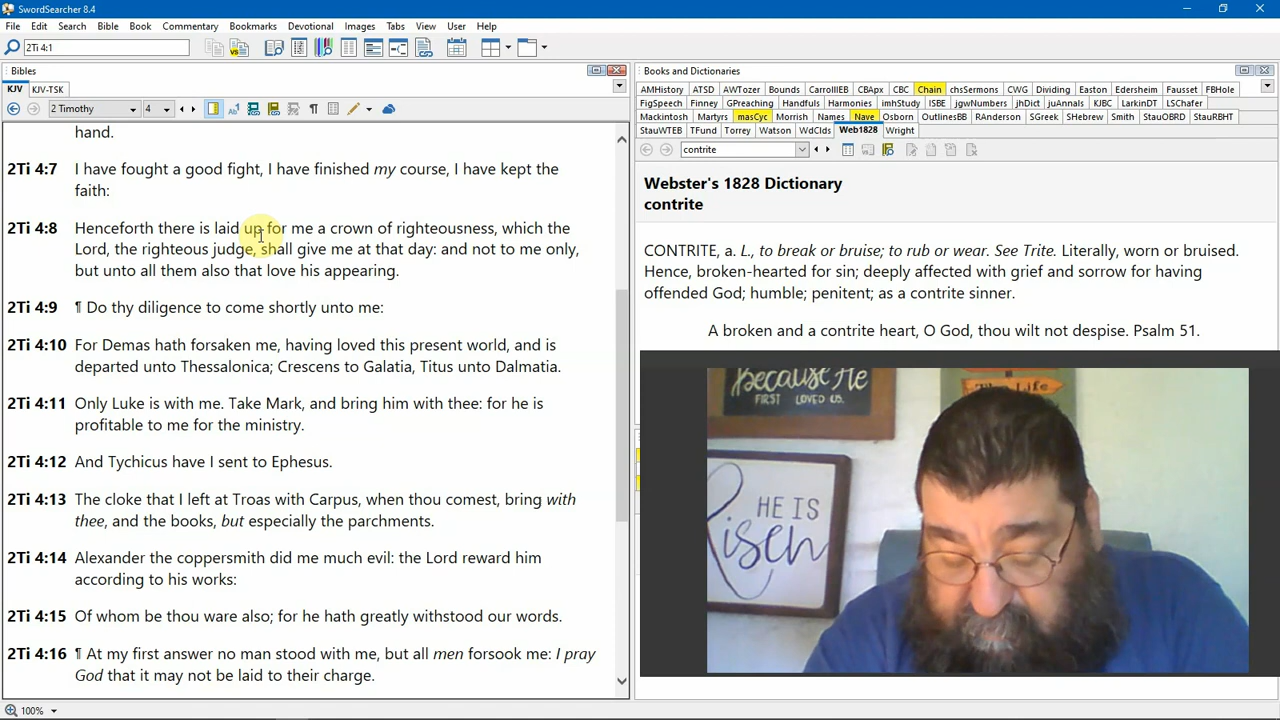 SwordSearcher 8.4
File Edit Search Bible Book Commentary Bookmarks Devotional Images Tabs View User Help
2Ti 4:1
Bibles
KJV KJV-TSK
2 Timothy 4
hand.
2Ti 4:7 I have fought a good fight, I have finished my course, I have kept the
faith:
2Ti 4:8 Henceforth there is laid up for me a crown of righteousness, which the
Lord, the righteous judge, shall give me at that day: and not to me only,
but unto all them also that love his appearing.
2Ti 4:9 ¶ Do thy diligence to come shortly unto me:
2Ti 4:10 For Demas hath forsaken me, having loved this present world, and is
departed unto Thessalonica; Crescens to Galatia, Titus unto Dalmatia.
2Ti 4:11 Only Luke is with me. Take Mark, and bring him with thee: for he is
profitable to me for the ministry.
2Ti 4:12 And Tychicus have I sent to Ephesus.
2Ti 4:13 The cloke that I left at Troas with Carpus, when thou comest, bring with
thee, and the books, but especially the parchments.
2Ti 4:14 Alexander the coppersmith did me much evil: the Lord reward him
according to his works:
2Ti 4:15 Of whom be thou ware also; for he hath greatly withstood our words.
2Ti 4:16 ¶ At my first answer no man stood with me, but all men forsook me: I pray
God that it may not be laid to their charge.
100%
Books and Dictionaries
AMHistory ATSD AWTozer Bounds CarrollEB CBApx CBC Chain chsSermons CWG Dividing Easton Edersheim Fausset FBHole
FigSpeech Finney GPreaching Handfuls Harmonies imhStudy ISBE jgwNumbers jhDict juAnnals KJBC LarkinDT LSChafer
Mackintosh Martyrs masCyc Morrish Names Nave Osborn OutlinesBB RAnderson SGreek SHebrew Smith StauOBRD StauRBHT
StauWTEB TFund Torrey Watson WdClds Web1828 Wright
contrite
Webster's 1828 Dictionary
contrite
CONTRITE, a. L., to break or bruise; to rub or wear. See Trite. Literally, worn or bruised.
Hence, broken-hearted for sin; deeply affected with grief and sorrow for having
offended God; humble; penitent; as a contrite sinner.
A broken and a contrite heart, O God, thou wilt not despise. Psalm 51.
Because He
FIRST LOVED US.
The Life
HE IS
Risen